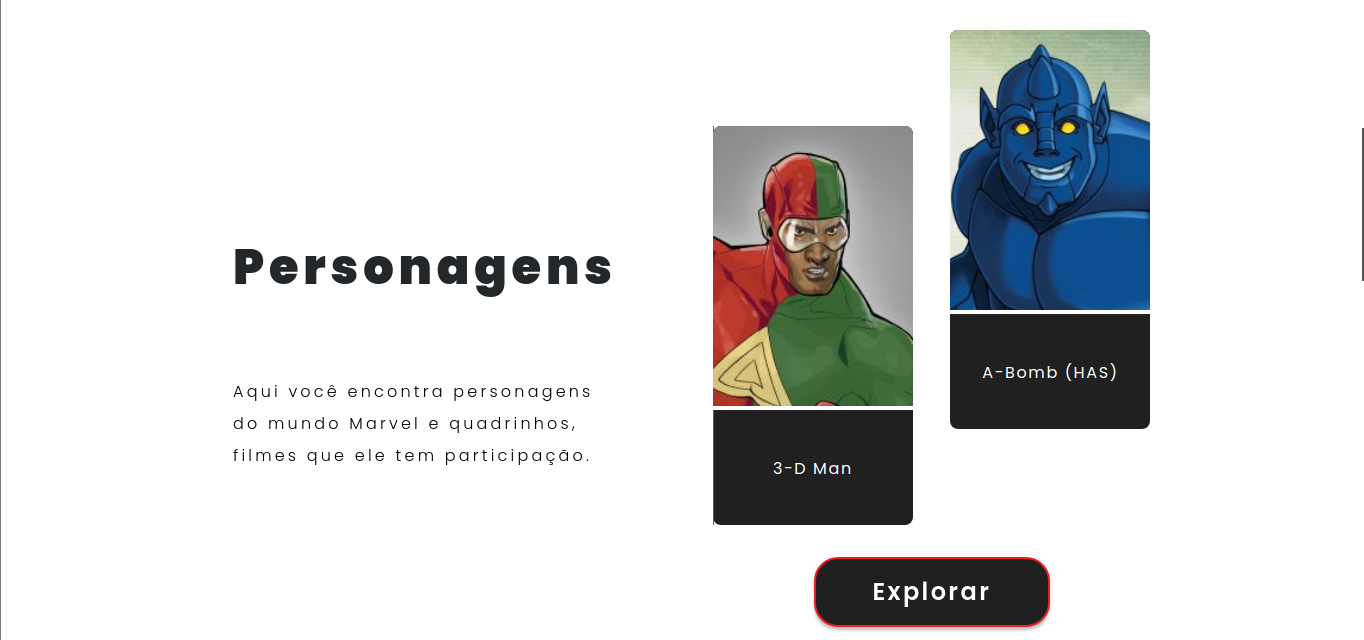 Personagens
Aqui você encontra personagens
do mundo Marvel e quadrinhos,
filmes que ele tem participação.
3-D Man
A-Bomb (HAS)
Explorar